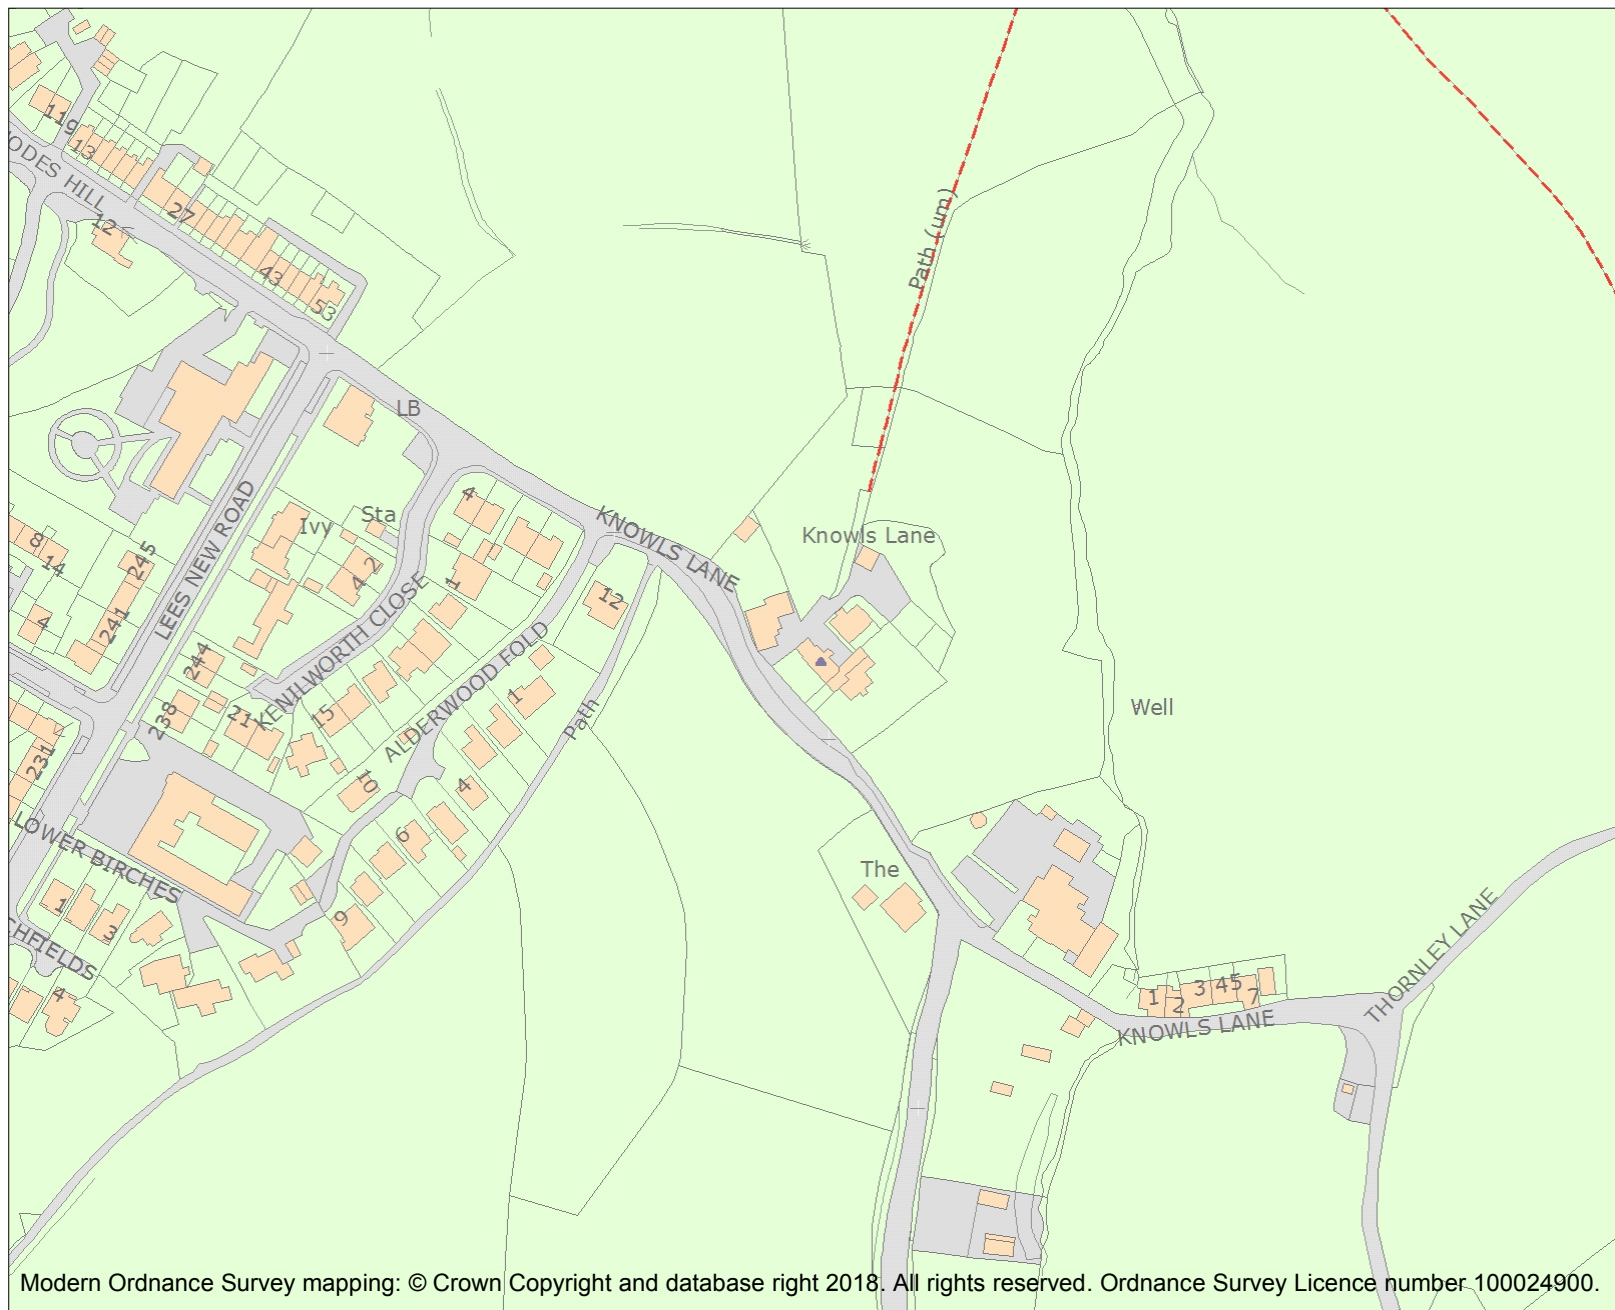 119
13
ODES HILL
12
27
43
53
Path (um)
LB
4
Ivy
Sta
KNOWLS LANE
Knowls Lane
8
14
245
LEES NEW ROAD
4 2
1
12
4
241
KENILWORTH CLOSE
244
ALDERWOOD FOLD
1
238
21
15
Path
Well
231
10
4
6
LOWER BIRCHES
The
1
3
9
CHFIELDS
4
THORNLEY LANE
1
2
3
45
7
KNOWLS LANE
Modern Ordnance Survey mapping: © Crown Copyright and database right 2018. All rights reserved. Ordnance Survey Licence number 100024900.